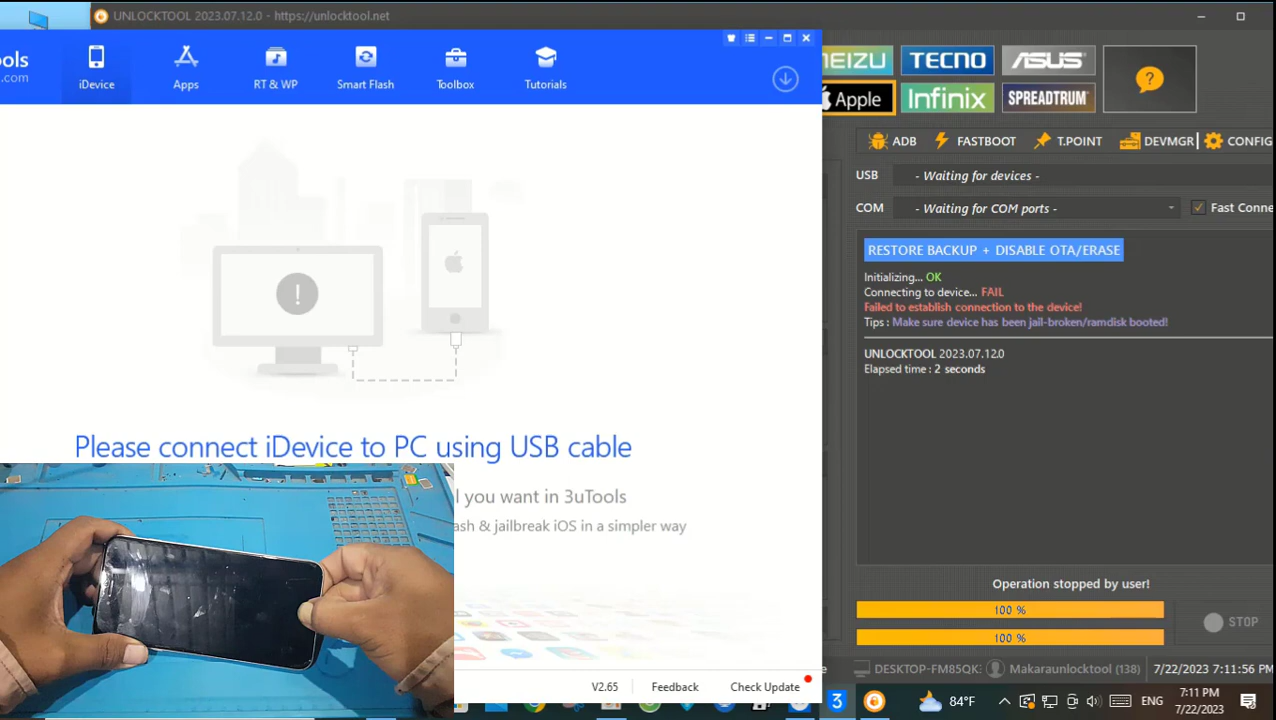 UNLOCKTOOL 2023.07.12.0 - https://unlocktool.net
ools
.com
iDevice
Apps
RT & WP
Smart Flash
Toolbox
Tutorials
EIZU
TECNO
ASUS
Apple
Infinix
SPREADTRUM
?
ADB
FASTBOOT
T.POINT
DEVMGR
CONFIG
USB
- Waiting for devices -
COM
- Waiting for COM ports -
Fast Conne
RESTORE BACKUP + DISABLE OTA/ERASE
Initializing... OK
Connecting to device... FAIL
Failed to establish connection to the device!
Tips : Make sure device has been jail-broken/ramdisk booted!
UNLOCKTOOL 2023.07.12.0
Elapsed time : 2 seconds
!
Please connect iDevice to PC using USB cable
l you want in 3uTools
ash & jailbreak iOS in a simpler way
Operation stopped by user!
100 %
100 %
STOP
V2.65
Feedback
Check Update
e
DESKTOP-FM85QK:
Makaraunlocktool (138)
7/22/2023 7:11:56 PM
3
84°F
ENG
7:11 PM
7/22/2023